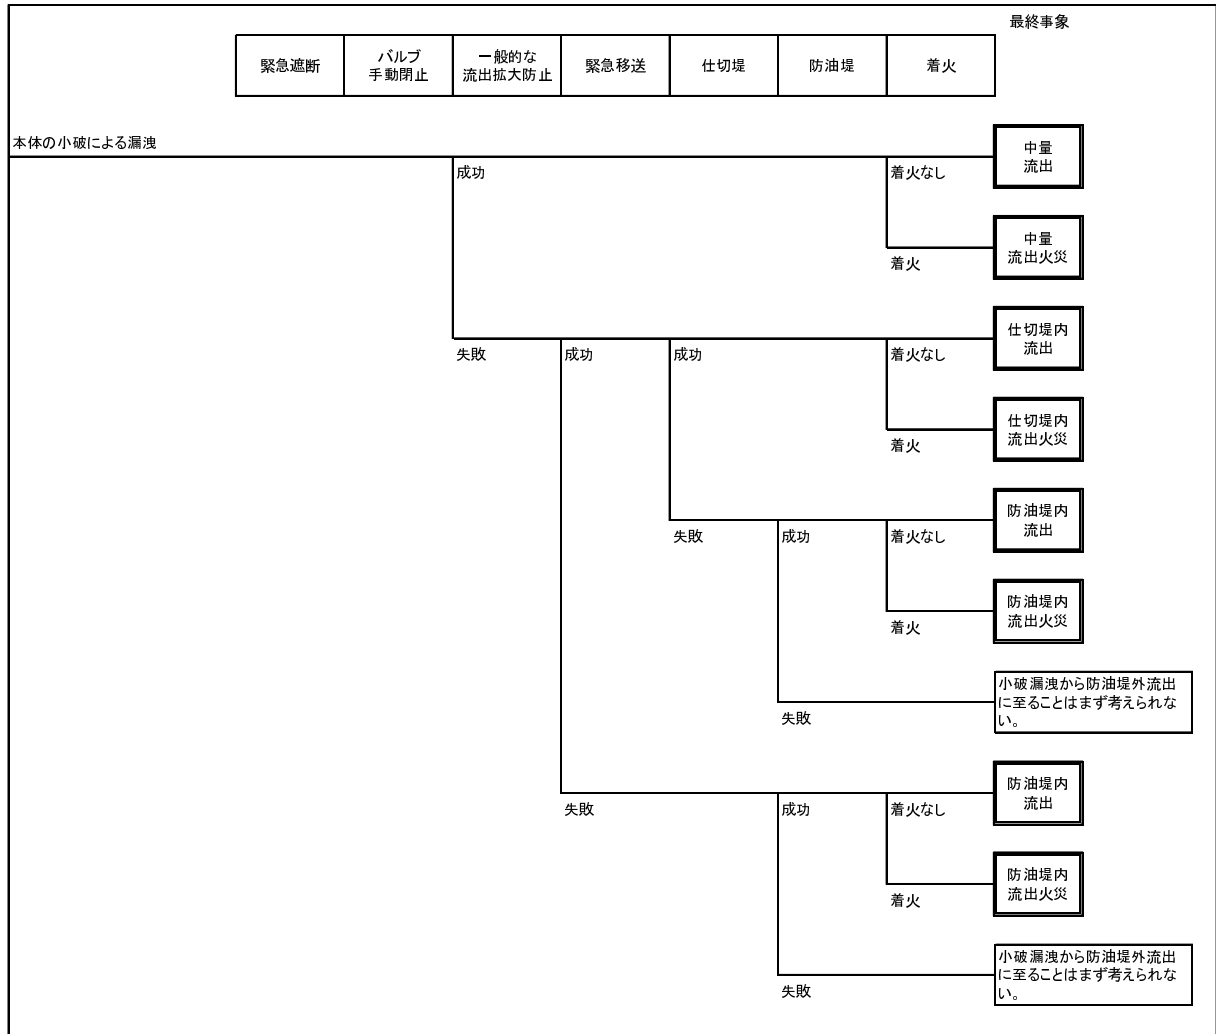 最終事象
緊急遮断
バルブ
手動閉止
一般的な
流出拡大防止
緊急移送
仕切堤
防油堤
着火
本体の小破による漏洩
中量
流出
成功
着火なし
中量
流出火災
着火
仕切堤内
流出
失敗
成功
成功
着火なし
仕切堤内
流出火災
着火
防油堤内
流出
失敗
成功
着火なし
防油堤内
流出火災
着火
小破漏洩から防油堤外流出
に至ることはまず考えられな
い。
失敗
防油堤内
流出
失敗
成功
着火なし
防油堤内
流出火災
着火
小破漏洩から防油堤外流出
に至ることはまず考えられな
い。
失敗